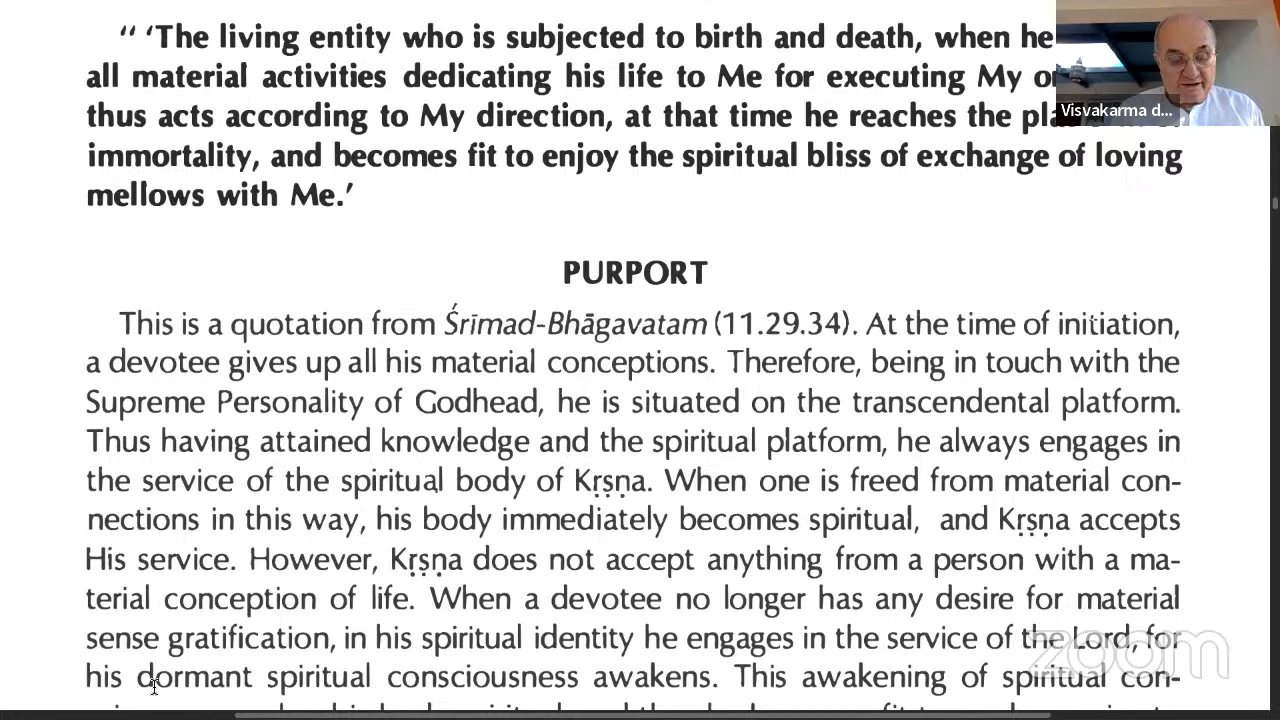 “ ‘The living entity who is subjected to birth and death, when he
all material activities dedicating his life to Me for executing My
thus acts according to My direction, at that time he reaches the
immortality, and becomes fit to enjoy the spiritual bliss of exchange of loving
mellows with Me.’
Visvakarma d...
PURPORT
This is a quotation from Śrīmad-Bhāgavatam (11.29.34). At the time of initiation,
a devotee gives up all his material conceptions. Therefore, being in touch with the
Supreme Personality of Godhead, he is situated on the transcendental platform.
Thus having attained knowledge and the spiritual platform, he always engages in
the service of the spiritual body of Kṛṣṇa. When one is freed from material con-
nections in this way, his body immediately becomes spiritual, and Kṛṣṇa accepts
His service. However, Kṛṣṇa does not accept anything from a person with a ma-
terial conception of life. When a devotee no longer has any desire for material
sense gratification, in his spiritual identity he engages in the service of the Lord, for
his dormant spiritual consciousness awakens. This awakening of spiritual con-
zoom